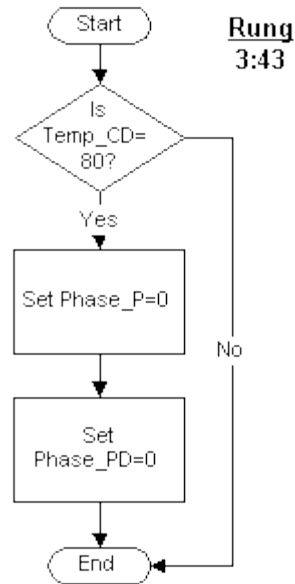 Start
Rung
3:43
Is
Temp_CD=
80?
Yes
Set Phase_P=0
No
Set
Phase_PD=0
End